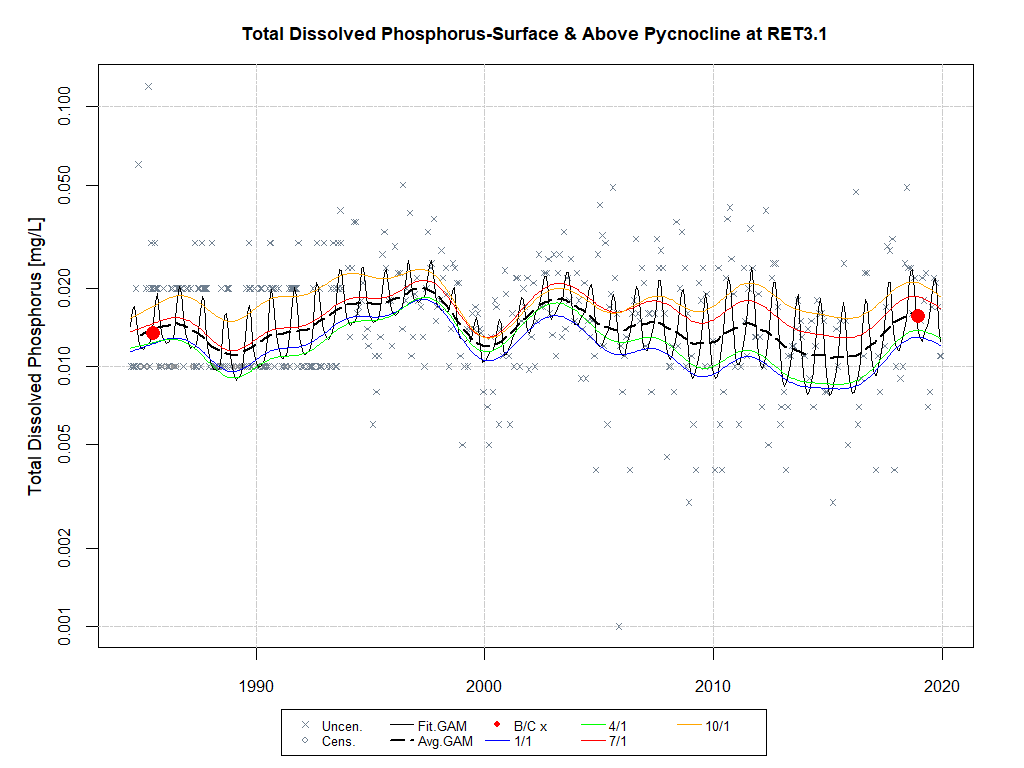 Total Dissolved Phosphorus-Surface & Above Pycnocline at RET3.1
Total Dissolved Phosphorus [mg/L]
0.100
0.050
0.020
0.010
0.005
0.002
0.001
1990 2000 2010 2020
Uncen. Fit.GAM B/C x 4/1 10/1
Cens. Avg.GAM 1/1 7/1